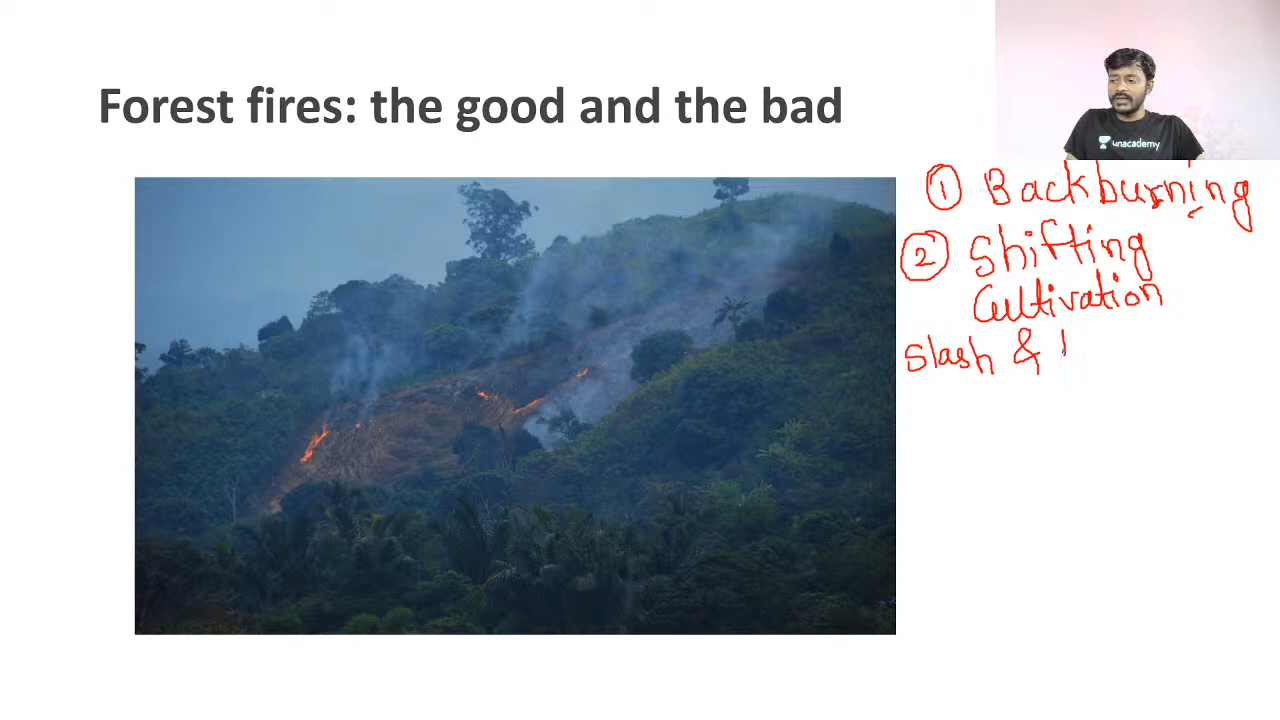 Forest fires: the good and the bad
unacademy
① Backburning
② Shifting
Cultivation
Slash &